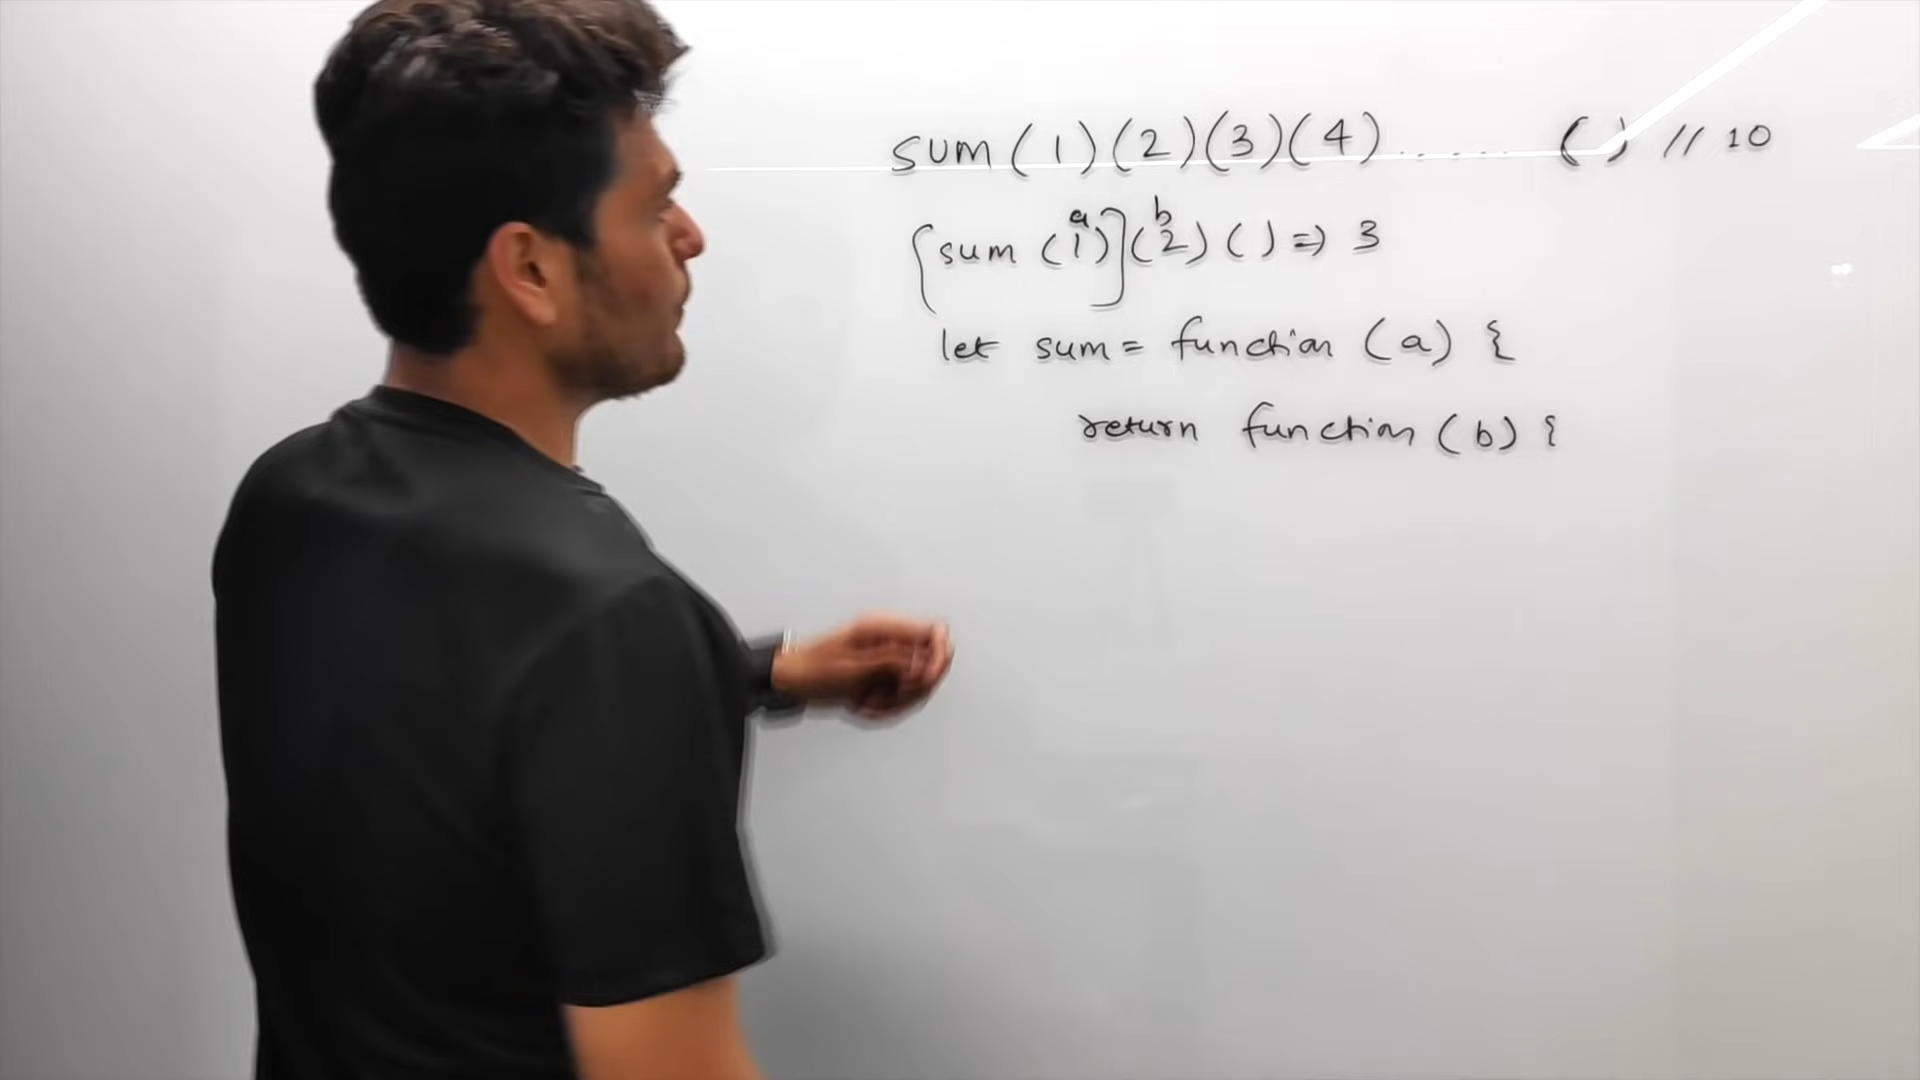 sum(1)(2)(3)(4)...... () // 10
a b
[sum (1)](2)() => 3
let sum = function (a) {
return function (b) {